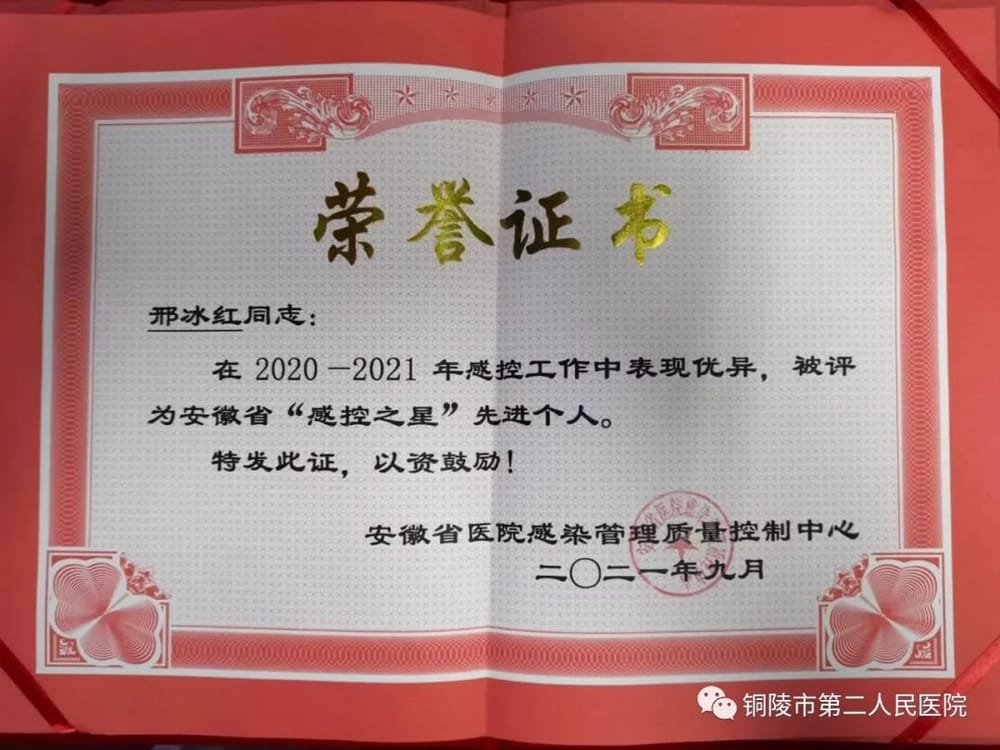 荣誉证书
邢冰红同志：
在 2020－2021 年感控工作中表现优异，被评
为安徽省“感控之星”先进个人。
特发此证，以资鼓励！
安徽省医院感染管理质量控制中心
二〇二一年九月
铜陵市第二人民医院